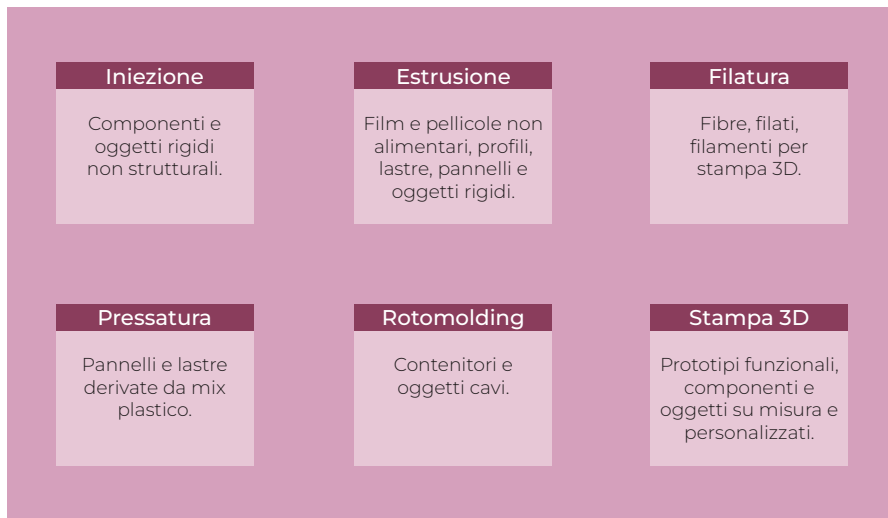 Iniezione
Componenti e
oggetti rigidi
non strutturali.
Estrusione
Film e pellicole non
alimentari, profili,
lastre, pannelli e
oggetti rigidi.
Filatura
Fibre, filati,
filamenti per
stampa 3D.
Pressatura
Pannelli e lastre
derivate da mix
plastico.
Rotomolding
Contenitori e
oggetti cavi.
Stampa 3D
Prototipi funzionali,
componenti e
oggetti su misura e
personalizzati.